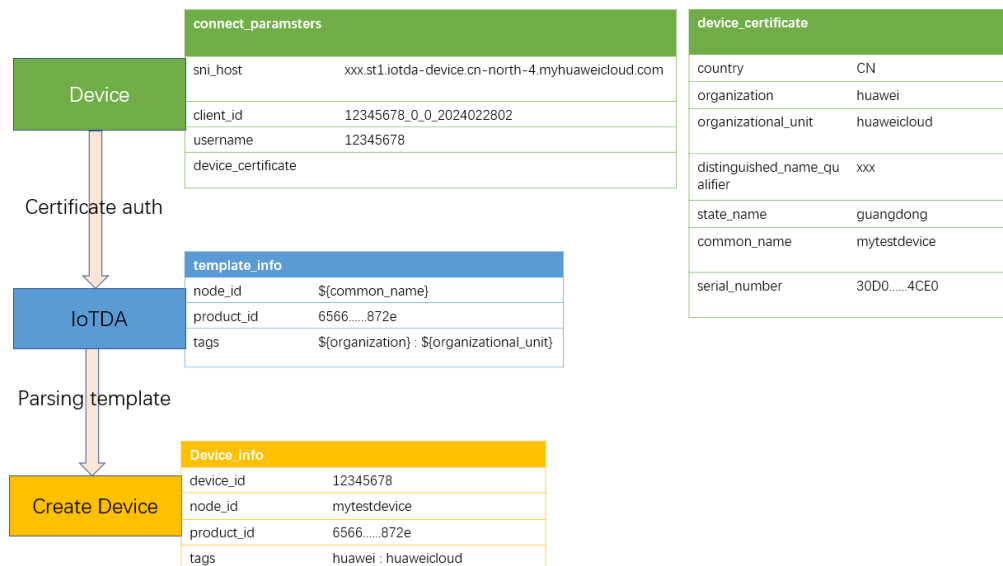 connect_paramsters
sni_host xxx.st1.iotda-device.cn-north-4.myhuaweicloud.com
client_id 12345678_0_0_2024022802
username 12345678
device_certificate
device_certificate
country CN
organization huawei
organizational_unit huaweicloud
distinguished_name_qu xxx
alifier
state_name guangdong
common_name mytestdevice
serial_number 30D0......4CE0
Device
Certificate auth
IoTDA
template_info
node_id ${common_name}
product_id 6566......872e
tags ${organization} : ${organizational_unit}
Parsing template
Create Device
Device_info
device_id 12345678
node_id mytestdevice
product_id 6566......872e
tags huawei : huaweicloud